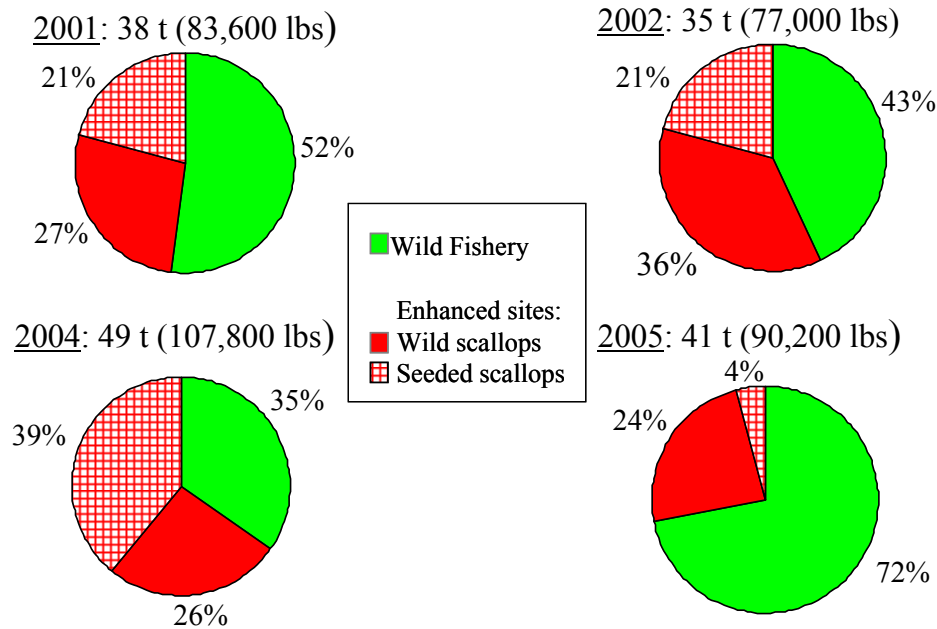 2001: 38 t (83,600 lbs)
21%
52%
27%
2002: 35 t (77,000 lbs)
21%
43%
36%
Wild Fishery
Enhanced sites:
Wild scallops
Seeded scallops
2004: 49 t (107,800 lbs)
39%
35%
26%
2005: 41 t (90,200 lbs)
4%
24%
72%